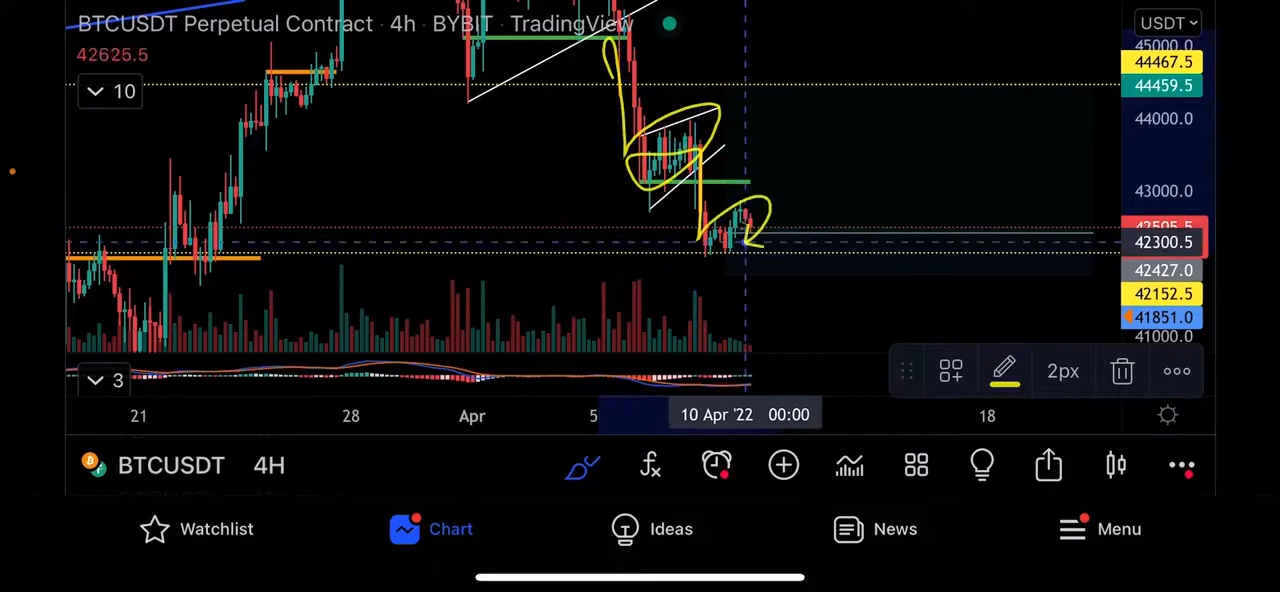 BTCUSDT Perpetual Contract · 4h · BYBIT · TradingView
USDT
42625.5
45000.0
44467.5
10
44459.5
44000.0
43000.0
42505.5
42300.5
42427.0
42152.5
41851.0
41000.0
3
2px
21
28
Apr
5
10 Apr '22 00:00
18
BTCUSDT 4H
Watchlist
Chart
Ideas
News
Menu